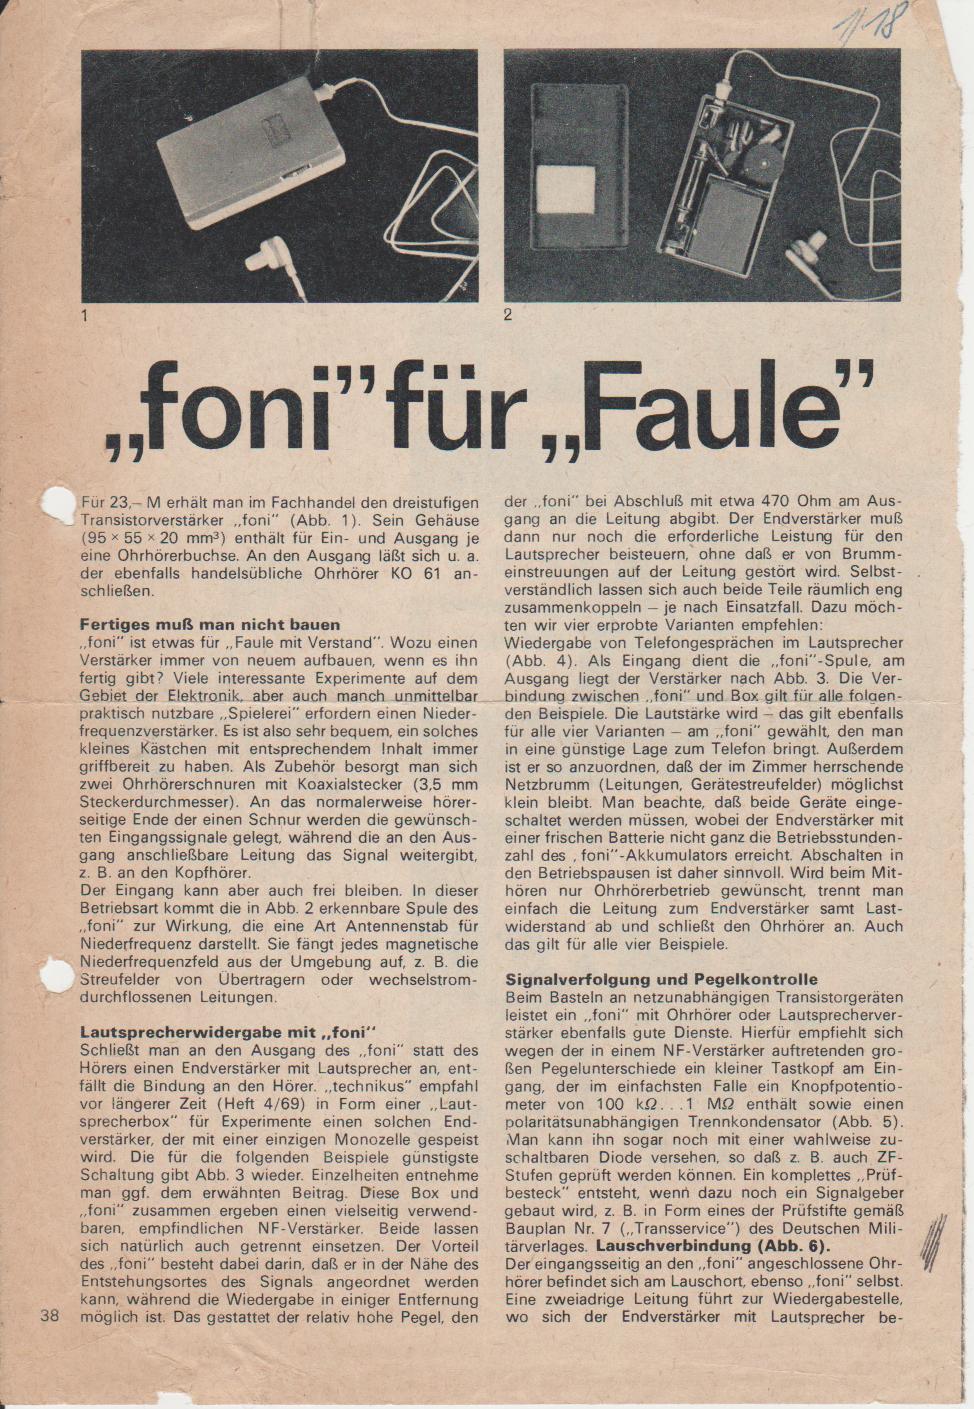 1/18
1
2
„foni” für „Faule”
Für 23,– M erhält man im Fachhandel den dreistufigen
Transistorverstärker „foni” (Abb. 1). Sein Gehäuse
(95 × 55 × 20 mm³) enthält für Ein- und Ausgang je
eine Ohrhörerbuchse. An den Ausgang läßt sich u. a.
der ebenfalls handelsübliche Ohrhörer KO 61 an-
schließen.
Fertiges muß man nicht bauen
„foni” ist etwas für „Faule mit Verstand”. Wozu einen
Verstärker immer von neuem aufbauen, wenn es ihn
fertig gibt? Viele interessante Experimente auf dem
Gebiet der Elektronik, aber auch manch unmittelbar
praktisch nutzbare „Spielerei” erfordern einen Nieder-
frequenzverstärker. Es ist also sehr bequem, ein solches
kleines Kästchen mit entsprechendem Inhalt immer
griffbereit zu haben. Als Zubehör besorgt man sich
zwei Ohrhörerschnuren mit Koaxialstecker (3,5 mm
Steckerdurchmesser). An das normalerweise hörer-
seitige Ende der einen Schnur werden die gewünsch-
ten Eingangssignale gelegt, während die an den Aus-
gang anschließbare Leitung das Signal weitergibt,
z. B. an den Kopfhörer.
Der Eingang kann aber auch frei bleiben. In dieser
Betriebsart kommt die in Abb. 2 erkennbare Spule des
„foni” zur Wirkung, die eine Art Antennenstab für
Niederfrequenz darstellt. Sie fängt jedes magnetische
Niederfrequenzfeld aus der Umgebung auf, z. B. die
Streufelder von Übertragern oder wechselstrom-
durchflossenen Leitungen.
Lautsprecherwidergabe mit „foni”
Schließt man an den Ausgang des „foni” statt des
Hörers einen Endverstärker mit Lautsprecher an, ent-
fällt die Bindung an den Hörer. „technikus” empfahl
vor längerer Zeit (Heft 4/69) in Form einer „Laut-
sprecherbox” für Experimente einen solchen End-
verstärker, der mit einer einzigen Monozelle gespeist
wird. Die für die folgenden Beispiele günstigste
Schaltung gibt Abb. 3 wieder. Einzelheiten entnehme
man ggf. dem erwähnten Beitrag. Diese Box und
„foni” zusammen ergeben einen vielseitig verwend-
baren, empfindlichen NF-Verstärker. Beide lassen
sich natürlich auch getrennt einsetzen. Der Vorteil
des „foni” besteht dabei darin, daß er in der Nähe des
Entstehungsortes des Signals angeordnet werden
kann, während die Wiedergabe in einiger Entfernung
möglich ist. Das gestattet der relativ hohe Pegel, den
38
der „foni” bei Abschluß mit etwa 470 Ohm am Aus-
gang an die Leitung abgibt. Der Endverstärker muß
dann nur noch die erforderliche Leistung für den
Lautsprecher beisteuern, ohne daß er von Brumm-
einstreuungen auf der Leitung gestört wird. Selbst-
verständlich lassen sich auch beide Teile räumlich eng
zusammenkoppeln – je nach Einsatzfall. Dazu möch-
ten wir vier erprobte Varianten empfehlen:
Wiedergabe von Telefongesprächen im Lautsprecher
(Abb. 4). Als Eingang dient die „foni”-Spule, am
Ausgang liegt der Verstärker nach Abb. 3. Die Ver-
bindung zwischen „foni” und Box gilt für alle folgen-
den Beispiele. Die Lautstärke wird – das gilt ebenfalls
für alle vier Varianten – am „foni” gewählt, den man
in eine günstige Lage zum Telefon bringt. Außerdem
ist er so anzuordnen, daß der im Zimmer herrschende
Netzbrumm (Leitungen, Gerätestreufelder) möglichst
klein bleibt. Man beachte, daß beide Geräte einge-
schaltet werden müssen, wobei der Endverstärker mit
einer frischen Batterie nicht ganz die Betriebsstunden-
zahl des „foni”-Akkumulators erreicht. Abschalten in
den Betriebspausen ist daher sinnvoll. Wird beim Mit-
hören nur Ohrhörerbetrieb gewünscht, trennt man
einfach die Leitung zum Endverstärker samt Last-
widerstand ab und schließt den Ohrhörer an. Auch
das gilt für alle vier Beispiele.
Signalverfolgung und Pegelkontrolle
Beim Basteln an netzunabhängigen Transistorgeräten
leistet ein „foni” mit Ohrhörer oder Lautsprecherver-
stärker ebenfalls gute Dienste. Hierfür empfiehlt sich
wegen der in einem NF-Verstärker auftretenden gro-
ßen Pegelunterschiede ein kleiner Tastkopf am Ein-
gang, der im einfachsten Falle ein Knopfpotentio-
meter von 100 kΩ...1 MΩ enthält sowie einen
polaritätsunabhängigen Trennkondensator (Abb. 5).
Man kann ihn sogar noch mit einer wahlweise zu-
schaltbaren Diode versehen, so daß z. B. auch ZF-
Stufen geprüft werden können. Ein komplettes „Prüf-
besteck” entsteht, wenn dazu noch ein Signalgeber
gebaut wird, z. B. in Form eines der Prüfstifte gemäß
Bauplan Nr. 7 („Transservice”) des Deutschen Mili-
tärverlages. Lauschverbindung (Abb. 6).
Der eingangsseitig an den „foni” angeschlossene Ohr-
hörer befindet sich am Lauschort, ebenso „foni” selbst.
Eine zweiadrige Leitung führt zur Wiedergabestelle,
wo sich der Endverstärker mit Lautsprecher be-